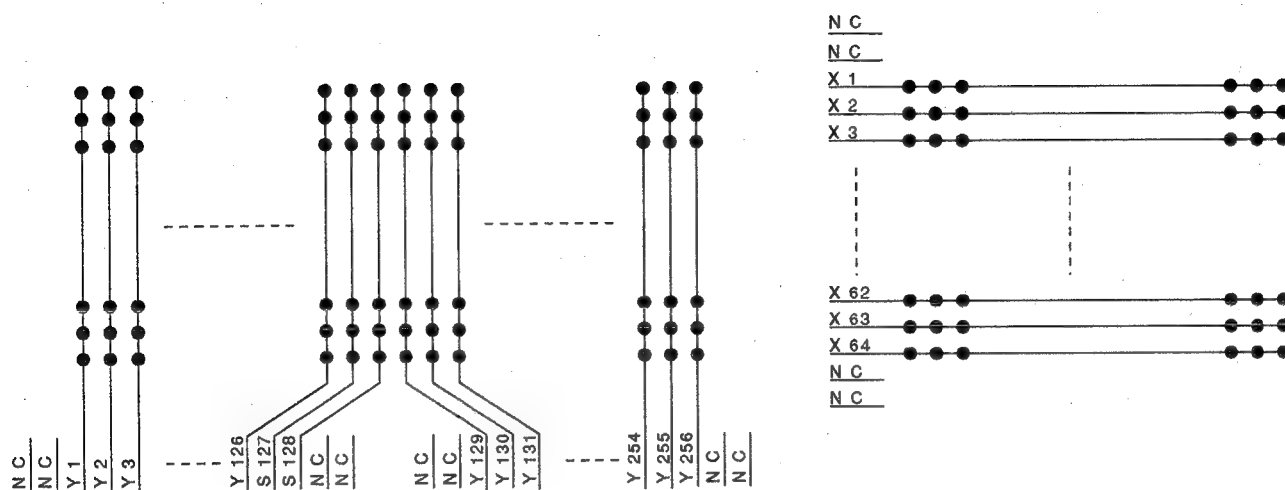 N C
N C
Y 1
Y 2
Y 3
Y 126
S 127
S 128
N C
N C
N C
N C
Y 129
Y 130
Y 131
Y 254
Y 255
Y 256
N C
N C
N C
N C
X 1
X 2
X 3
X 62
X 63
X 64
N C
N C